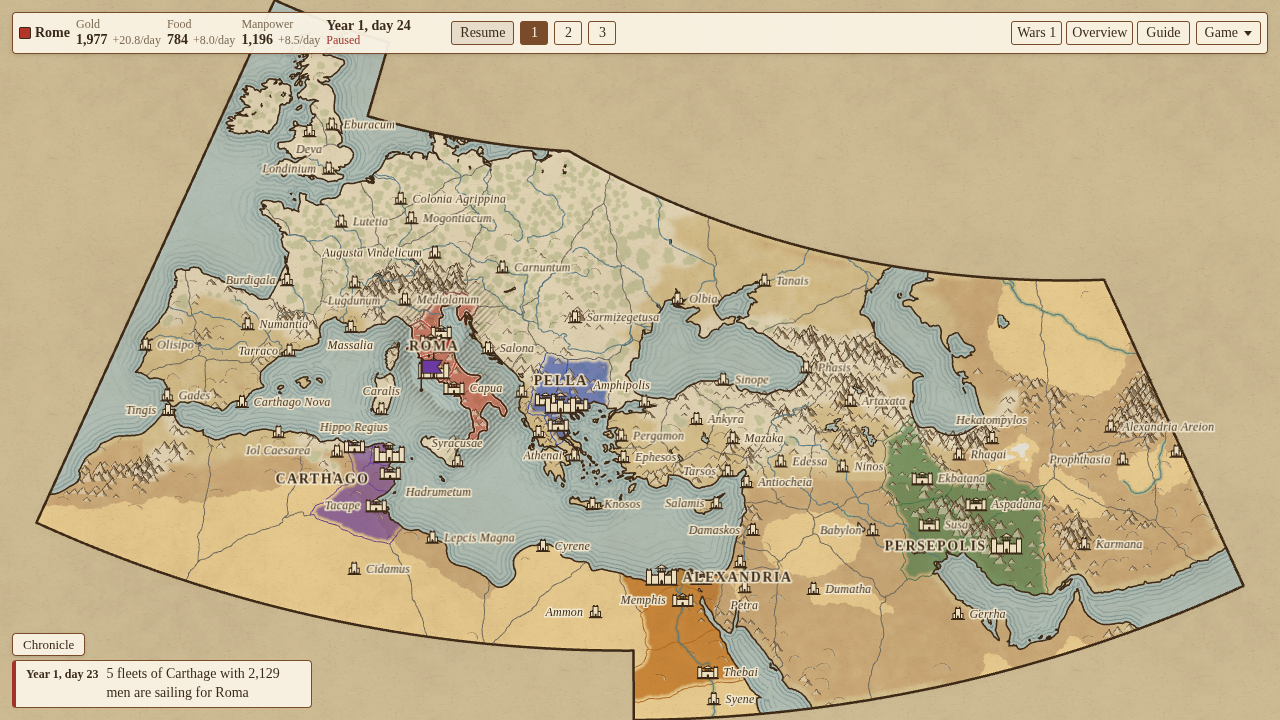 Rome
Gold
1,977 +20.8/day
Food
784 +8.0/day
Manpower
1,196 +8.5/day
Year 1, day 24
Paused
Resume
1
2
3
Wars 1
Overview
Guide
Game
Eburacum
Deva
Londinium
Colonia Agrippina
Lutetia
Mogontiacum
Augusta Vindelicum
Carnuntum
Burdigala
Tanais
Lugdunum
Mediolanum
Olbia
Numantia
Sarmizegetusa
Olisipo
Tarraco
Massalia
ROMA
Salona
Phasis
Gades
Caralis
Capua
PELLA
Amphipolis
Sinope
Tingis
Carthago Nova
Artaxata
Hippo Regius
Ankyra
Hekatompylos
Alexandria Areion
Iol Caesarea
Syracusae
Pergamon
Mazaka
Athenai
Ephesos
Edessa
Ninos
Rhagai
Prophthasia
CARTHAGO
Tarsos
Antiocheia
Ekbatana
Hadrumetum
Tacape
Knosos
Salamis
Aspadana
Lepcis Magna
Damaskos
Babylon
Susa
Cyrene
PERSEPOLIS
Karmana
Cidamus
ALEXANDRIA
Memphis
Petra
Dumatha
Ammon
Gerrha
Thebai
Syene
Chronicle
Year 1, day 23 5 fleets of Carthage with 2,129
men are sailing for Roma